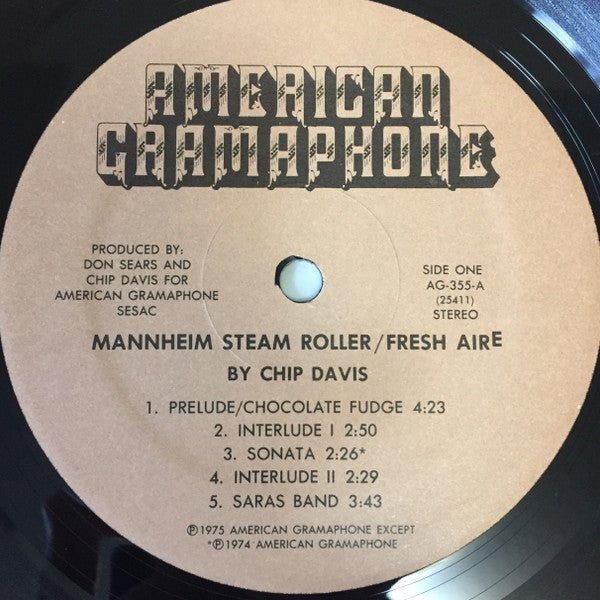 AMERICAN
GRAMAPHONE
PRODUCED BY:
DON SEARS AND
CHIP DAVIS FOR
AMERICAN GRAMAPHONE
SESAC
SIDE ONE
AG-355-A
(25411)
STEREO
MANNHEIM STEAM ROLLER/FRESH AIRE
BY CHIP DAVIS
1. PRELUDE/CHOCOLATE FUDGE 4:23
2. INTERLUDE I 2:50
3. SONATA 2:26*
4. INTERLUDE II 2:29
5. SARAS BAND 3:43
℗1975 AMERICAN GRAMAPHONE EXCEPT
*℗1974 AMERICAN GRAMAPHONE